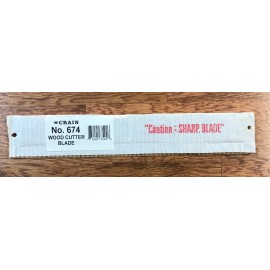 CRAIN
No. 674
WOOD CUTTER
BLADE
"Caution - SHARP BLADE"